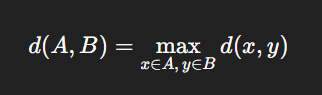 d(A, B) = max d(x, y)
x∈A, y∈B